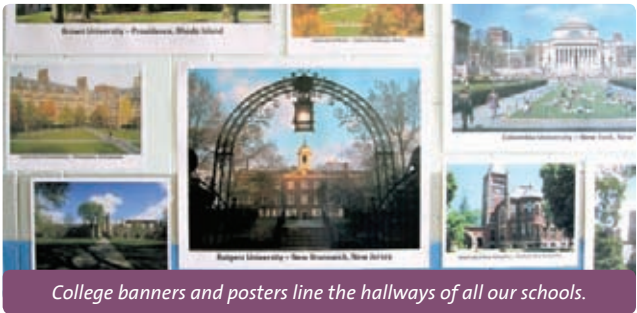 Brown University – Providence, Rhode Island
Columbia University – New York, New
Rutgers University – New Brunswick, New Jersey
College banners and posters line the hallways of all our schools.